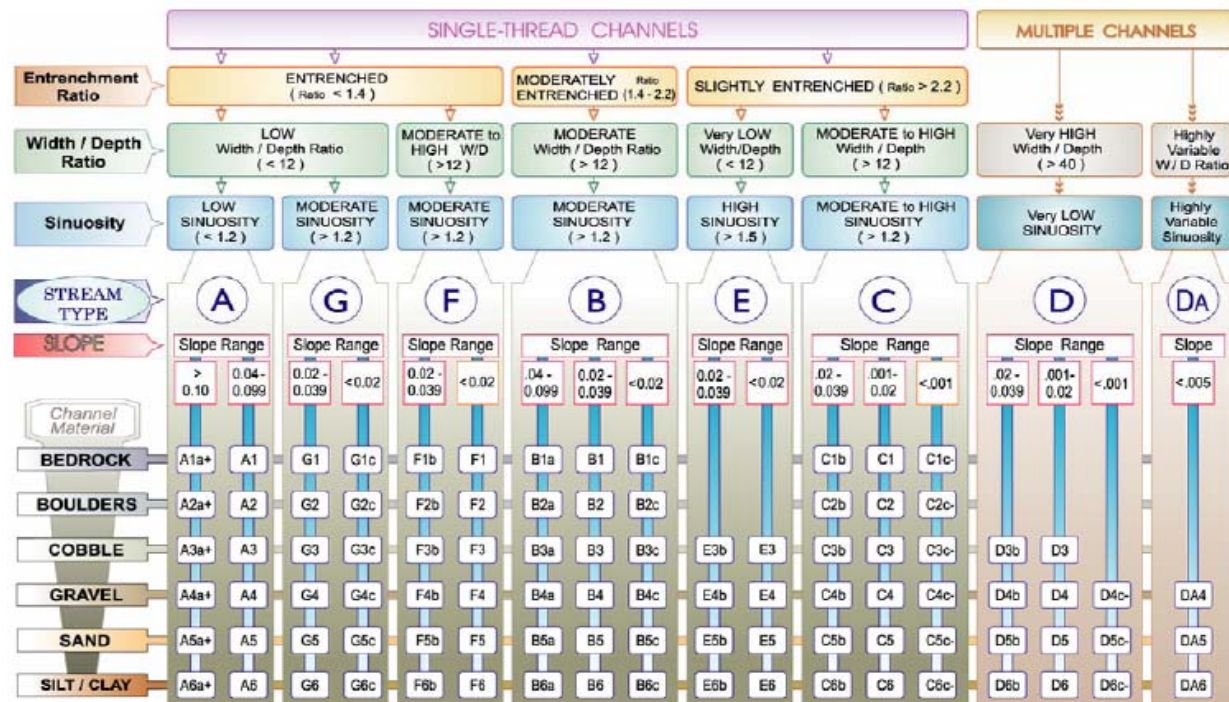 SINGLE-THREAD CHANNELS
MULTIPLE CHANNELS
Entrenchment
Ratio
ENTRENCHED
( Ratio < 1.4 )
MODERATELY Ratio
ENTRENCHED (1.4 - 2.2)
SLIGHTLY ENTRENCHED ( Ratio > 2.2 )
Width / Depth
Ratio
LOW
Width / Depth Ratio
( < 12 )
MODERATE to
HIGH W/D
( >12 )
MODERATE
Width / Depth Ratio
( > 12 )
Very LOW
Width/Depth
( < 12 )
MODERATE to HIGH
Width / Depth
( > 12 )
Very HIGH
Width / Depth
( > 40 )
Highly
Variable
W / D Ratio
Sinuosity
LOW
SINUOSITY
( < 1.2 )
MODERATE
SINUOSITY
( > 1.2 )
MODERATE
SINUOSITY
( > 1.2 )
MODERATE
SINUOSITY
( > 1.2 )
HIGH
SINUOSITY
( > 1.5 )
MODERATE to HIGH
SINUOSITY
( > 1.2 )
Very LOW
SINUOSITY
Highly
Variable
Sinuosity
STREAM
TYPE
A G F B E C D DA
SLOPE
Slope Range Slope Range Slope Range Slope Range Slope Range Slope Range Slope Range Slope
>
0.10
0.04 -
0.099
0.02 -
0.039
<0.02
0.02 -
0.039
<0.02
.04 -
0.099
0.02 -
0.039
<0.02
0.02 -
0.039
<0.02
.02 -
0.039
.001-
0.02
<.001
.02 -
0.039
.001-
0.02
<.001
<.005
Channel
Material
BEDROCK A1a+ A1 G1 G1c F1b F1 B1a B1 B1c C1b C1 C1c-
BOULDERS A2a+ A2 G2 G2c F2b F2 B2a B2 B2c C2b C2 C2c-
COBBLE A3a+ A3 G3 G3c F3b F3 B3a B3 B3c E3b E3 C3b C3 C3c- D3b D3
GRAVEL A4a+ A4 G4 G4c F4b F4 B4a B4 B4c E4b E4 C4b C4 C4c- D4b D4 D4c- DA4
SAND A5a+ A5 G5 G5c F5b F5 B5a B5 B5c E5b E5 C5b C5 C5c- D5b D5 D5c- DA5
SILT / CLAY A6a+ A6 G6 G6c F6b F6 B6a B6 B6c E6b E6 C6b C6 C6c- D6b D6 D6c- DA6